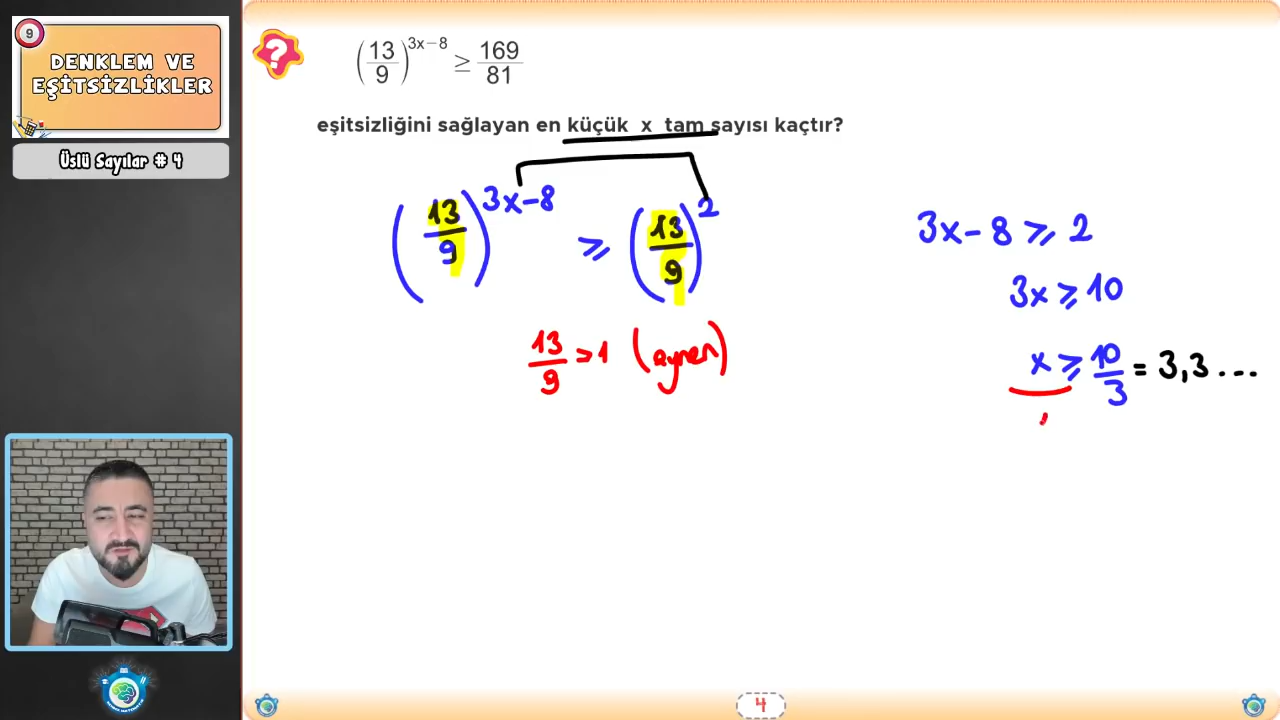 9
DENKLEM VE
EŞİTSİZLİKLER
Üslü Sayılar # 4
(13/9)^3x−8 ≥ 169/81
eşitsizliğini sağlayan en küçük x tam sayısı kaçtır?
(13/9)^3x-8 ≥ (13/9)^2
13/9 > 1 (aynen)
3x-8 ≥ 2
3x ≥ 10
x ≥ 10/3 = 3,3...
4